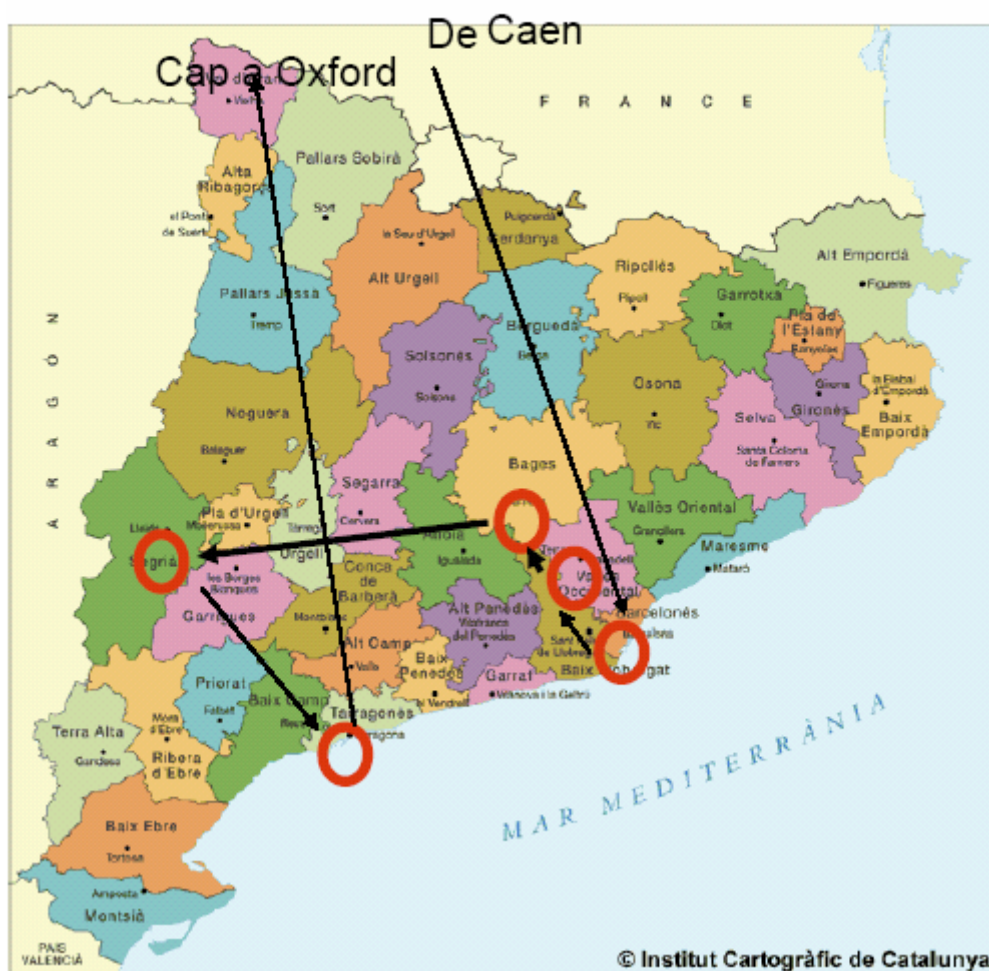 De Caen
Cap a Oxford
Vielha
F R A N C E
Pallars Sobirà
Alta
Ribagorça
Puigcerdà
Cerdanya
el Pont
de Suert
Sort
la Seu d'Urgell
Alt Urgell
Ripollès
Ripoll
Alt Empordà
Figueres
Pallars Jussà
Tremp
Garrotxa
Olot
Pla de
l'Estany
Banyoles
Berguedà
Berga
Solsonès
Solsona
A R A G Ó N
Noguera
Balaguer
Osona
Vic
Girona
Gironès
la Bisbal
d'Empordà
Baix
Empordà
Selva
Santa Coloma
de Farners
Bages
Segarra
Cervera
Pla d'Urgell
Mollerussa
Lleida
Segrià
Tàrrega
Urgell
Anoia
Igualada
Vallès Oriental
Granollers
Maresme
Mataró
Vallès
Occidental
les Borges
Blanques
Garrigues
Conca
de
Barberà
Montblanc
Alt Penedès
Vilafranca
del Penedès
Barcelonès
Barcelona
Sant
de Llobregat
Baix Llobregat
Alt Camp
Valls
Baix
Penedès
el Vendrell
Garraf
Vilanova i la Geltrú
Priorat
Falset
Baix Camp
Reus
Tarragonès
Tarragona
Terra Alta
Gandesa
Móra
d'Ebre
Ribera
d'Ebre
MAR MEDITERRÀNIA
Baix Ebre
Tortosa
Amposta
Montsià
PAIS
VALENCIÀ
© Institut Cartogràfic de Catalunya